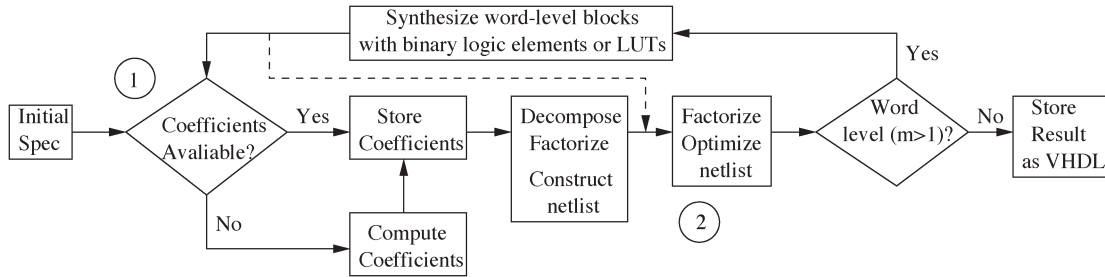 Synthesize word-level blocks
with binary logic elements or LUTs
Yes
1
Initial
Spec
Coefficients
Avaliable?
Yes
Store
Coefficients
Decompose
Factorize
Construct
netlist
Factorize
Optimize
netlist
Word
level (m>1)?
No
Store
Result
as VHDL
No
Compute
Coefficients
2